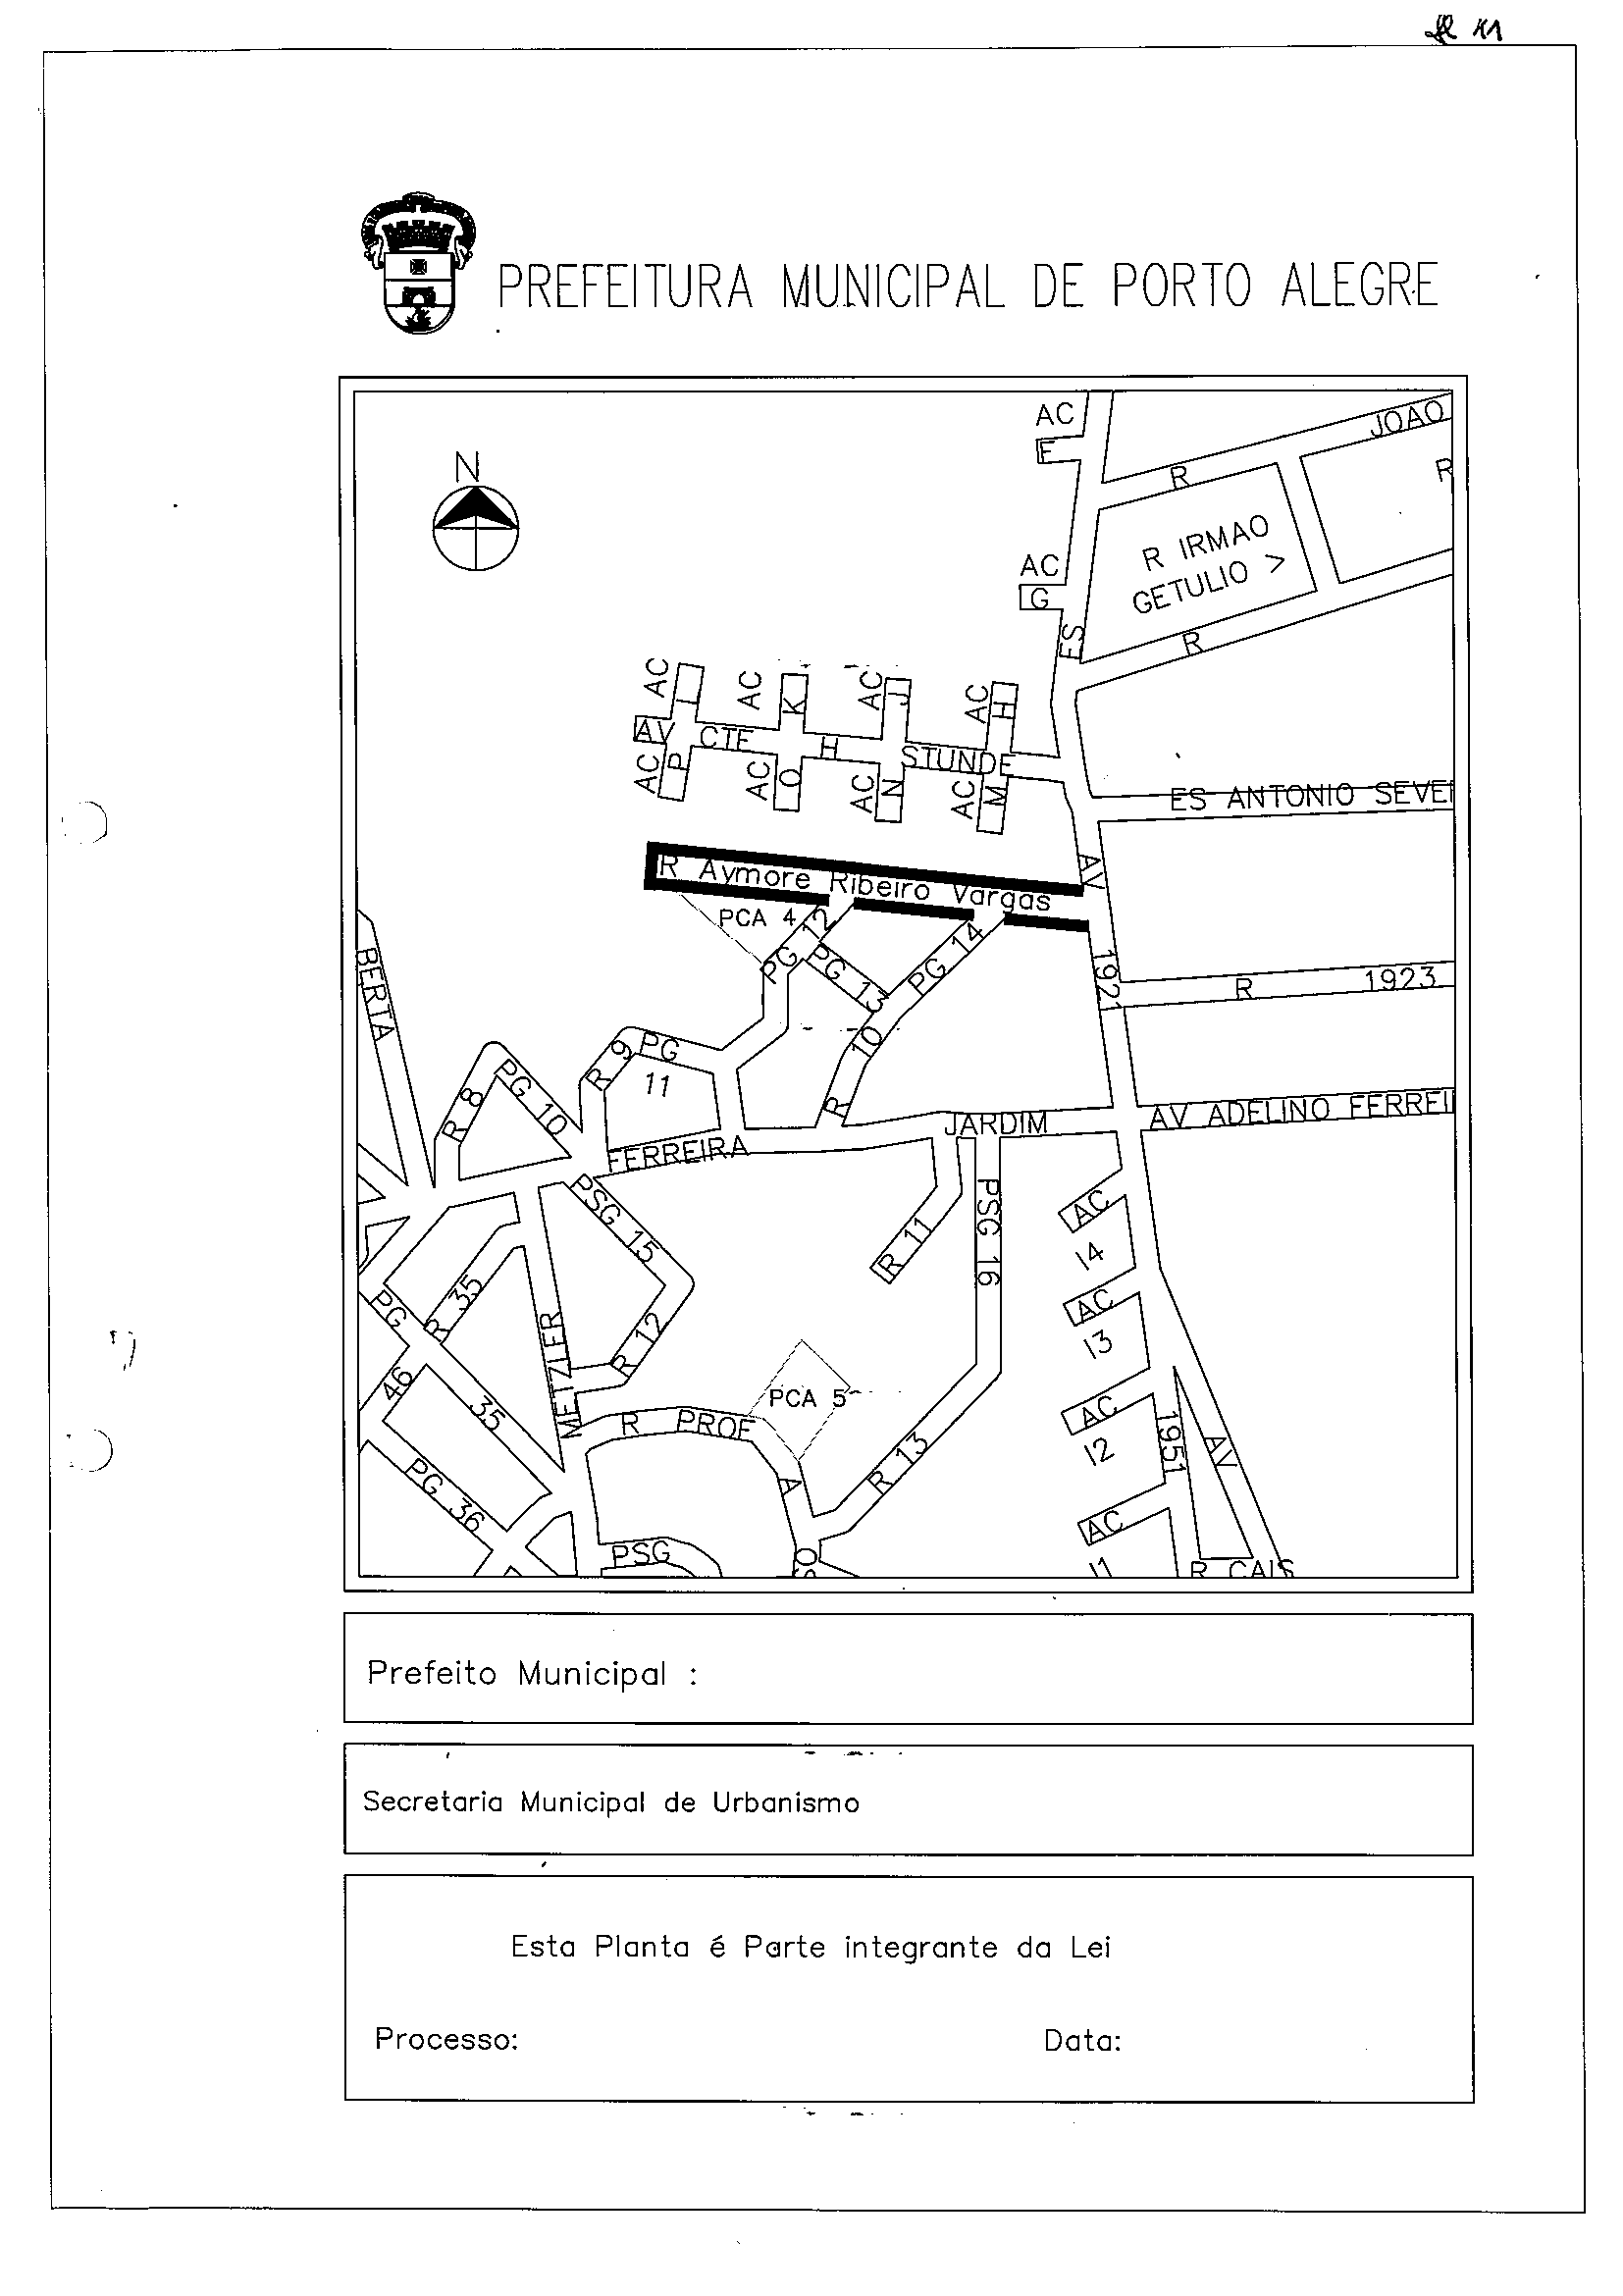 fl 11
PREFEITURA MUNICIPAL DE PORTO ALEGRE
N
AC
F
R
JOAO
R
R IRMAO
GETULIO >
AC
G
ES
R
AC
I
AC
K
AC
J
AC
H
AV CTE H STUNDE
AC
P
AC
O
AC
N
AC
M
ES ANTONIO SEVE
R Aymore Ribeiro Vargas
AV
PCA 4
PG 12
PG 13
PG 14
1921
R 1923
BERTA
R 10
R 9
PG
11
R 8
PG 10
FERREIRA
JARDIM
AV ADELINO FERREI
PSG 15
PSG 16
R 11
AC
14
R 35
PG
R 12
METZLER
AC
13
46
35
PCA 5
AC
12
R PROF
A
R 13
1951
AV
PG 36
AC
11
PSG
SO
R CAIS
Prefeito Municipal :
Secretaria Municipal de Urbanismo
Esta Planta é Parte integrante da Lei
Processo:
Data: